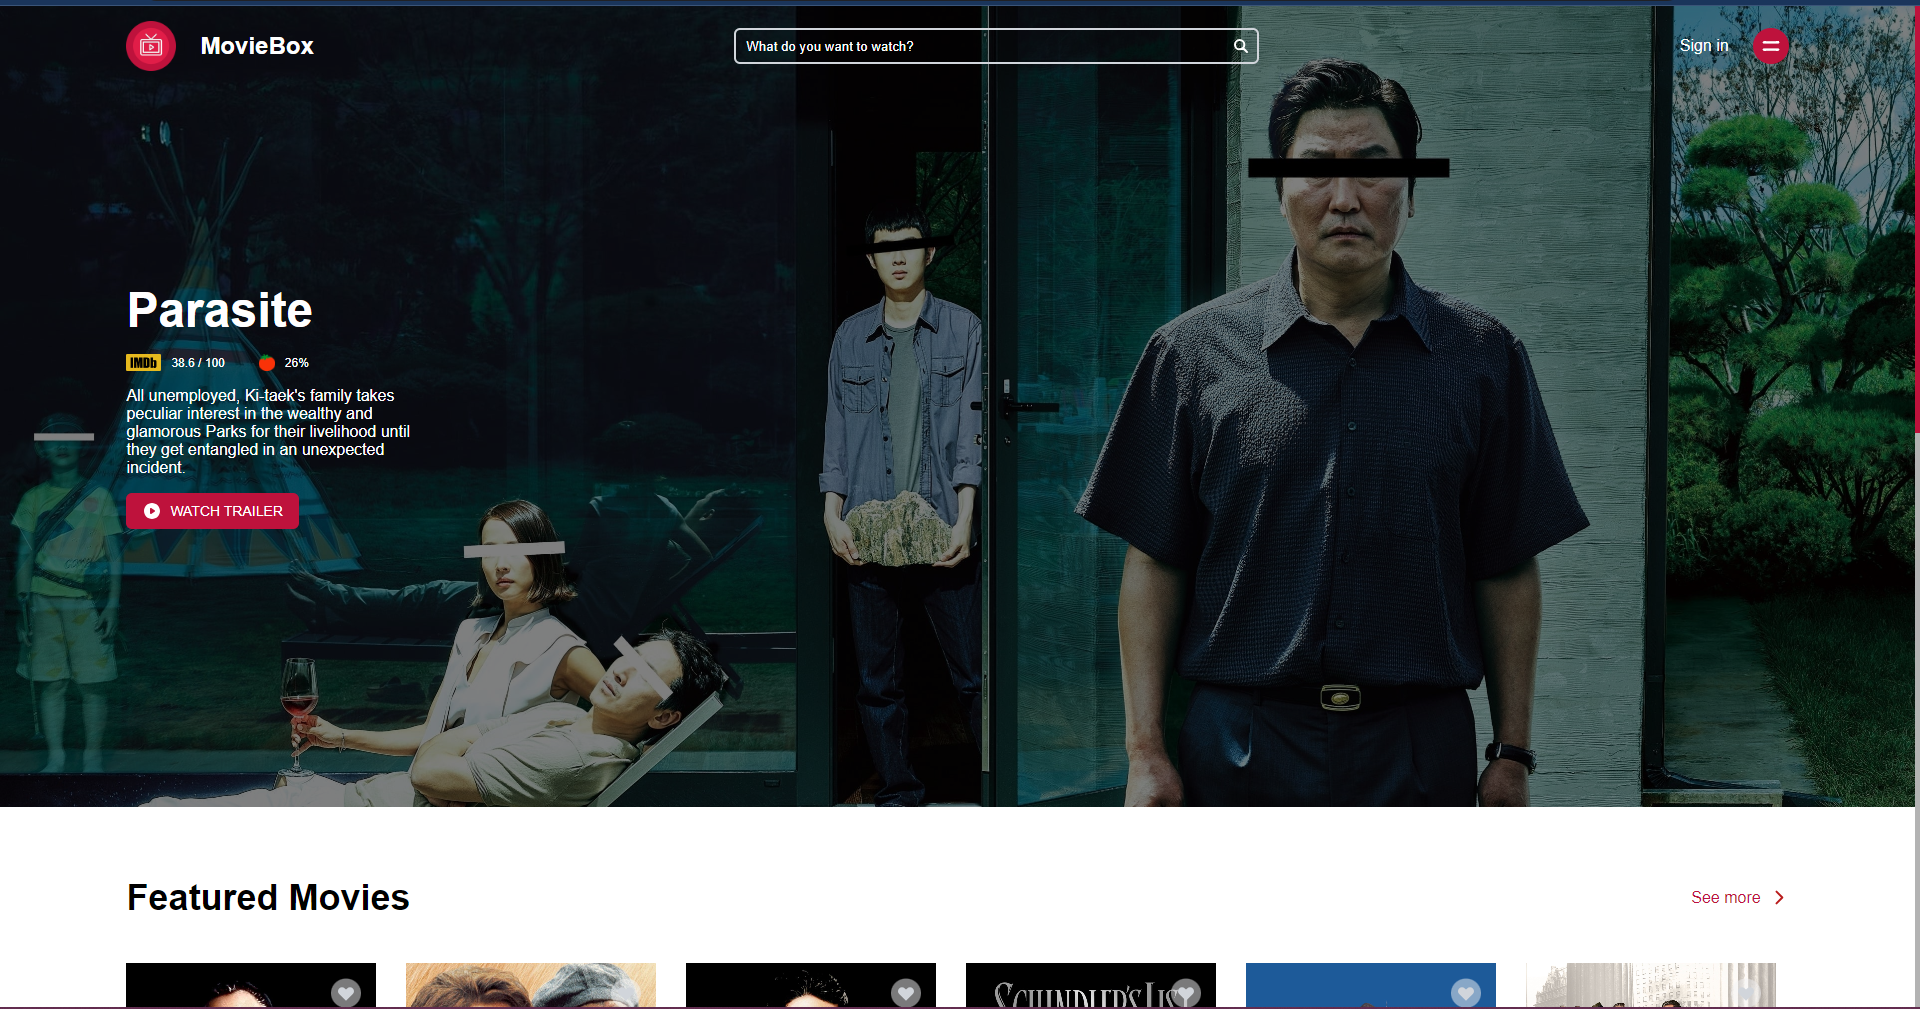 MovieBox
What do you want to watch?
Sign in
Parasite
IMDb 38.6 / 100 26%
All unemployed, Ki-taek's family takes
peculiar interest in the wealthy and
glamorous Parks for their livelihood until
they get entangled in an unexpected
incident.
WATCH TRAILER
Featured Movies
See more
SCHINDLER'S LIST